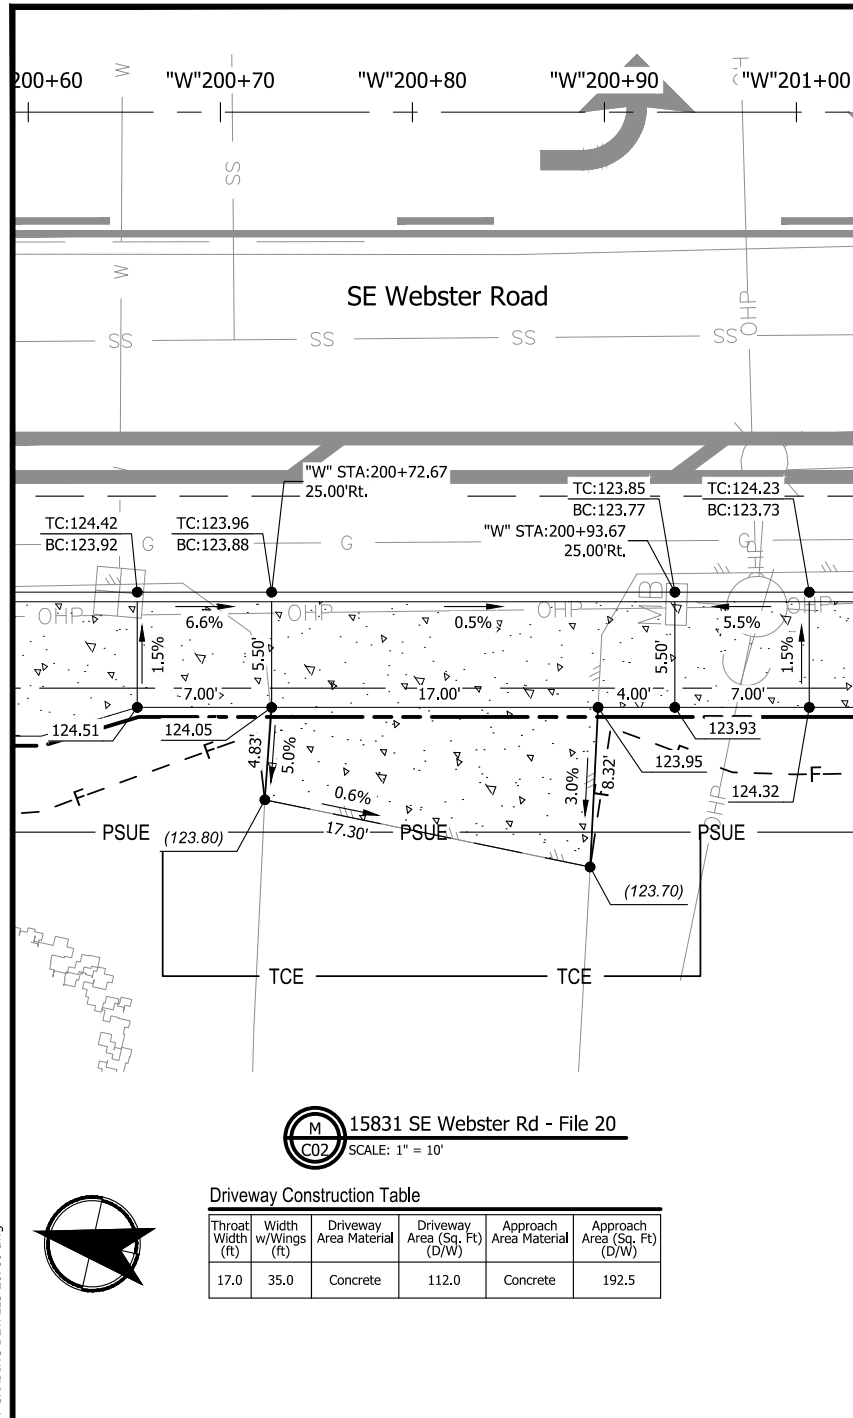 200+60
"W"200+70
"W"200+80
"W"200+90
"W"201+00
W
SS
OH
W
OHP
SE Webster Road
SS
SS
SS
SS
"W" STA:200+72.67
25.00'Rt.
TC:123.85
BC:123.77
TC:124.23
BC:123.73
TC:124.42
BC:123.92
TC:123.96
BC:123.88
"W" STA:200+93.67
25.00'Rt.
G
G
G
OHP
OHP
OHP
OHP
MB
OHP
6.6%
0.5%
5.5%
1.5%
5.50'
5.50'
1.5%
7.00'
17.00'
4.00'
7.00'
124.51
124.05
123.93
123.95
124.32
4.83'
5.0%
3.0%
8.32'
F
F
F
F
0.6%
17.30'
OHP
PSUE
PSUE
PSUE
(123.80)
(123.70)
TCE
TCE
M
C02
15831 SE Webster Rd - File 20
SCALE: 1" = 10'
Driveway Construction Table
Throat Width (ft)
Width w/Wings (ft)
Driveway Area Material
Driveway Area (Sq. Ft) (D/W)
Approach Area Material
Approach Area (Sq. Ft) (D/W)
17.0
35.0
Concrete
112.0
Concrete
192.5